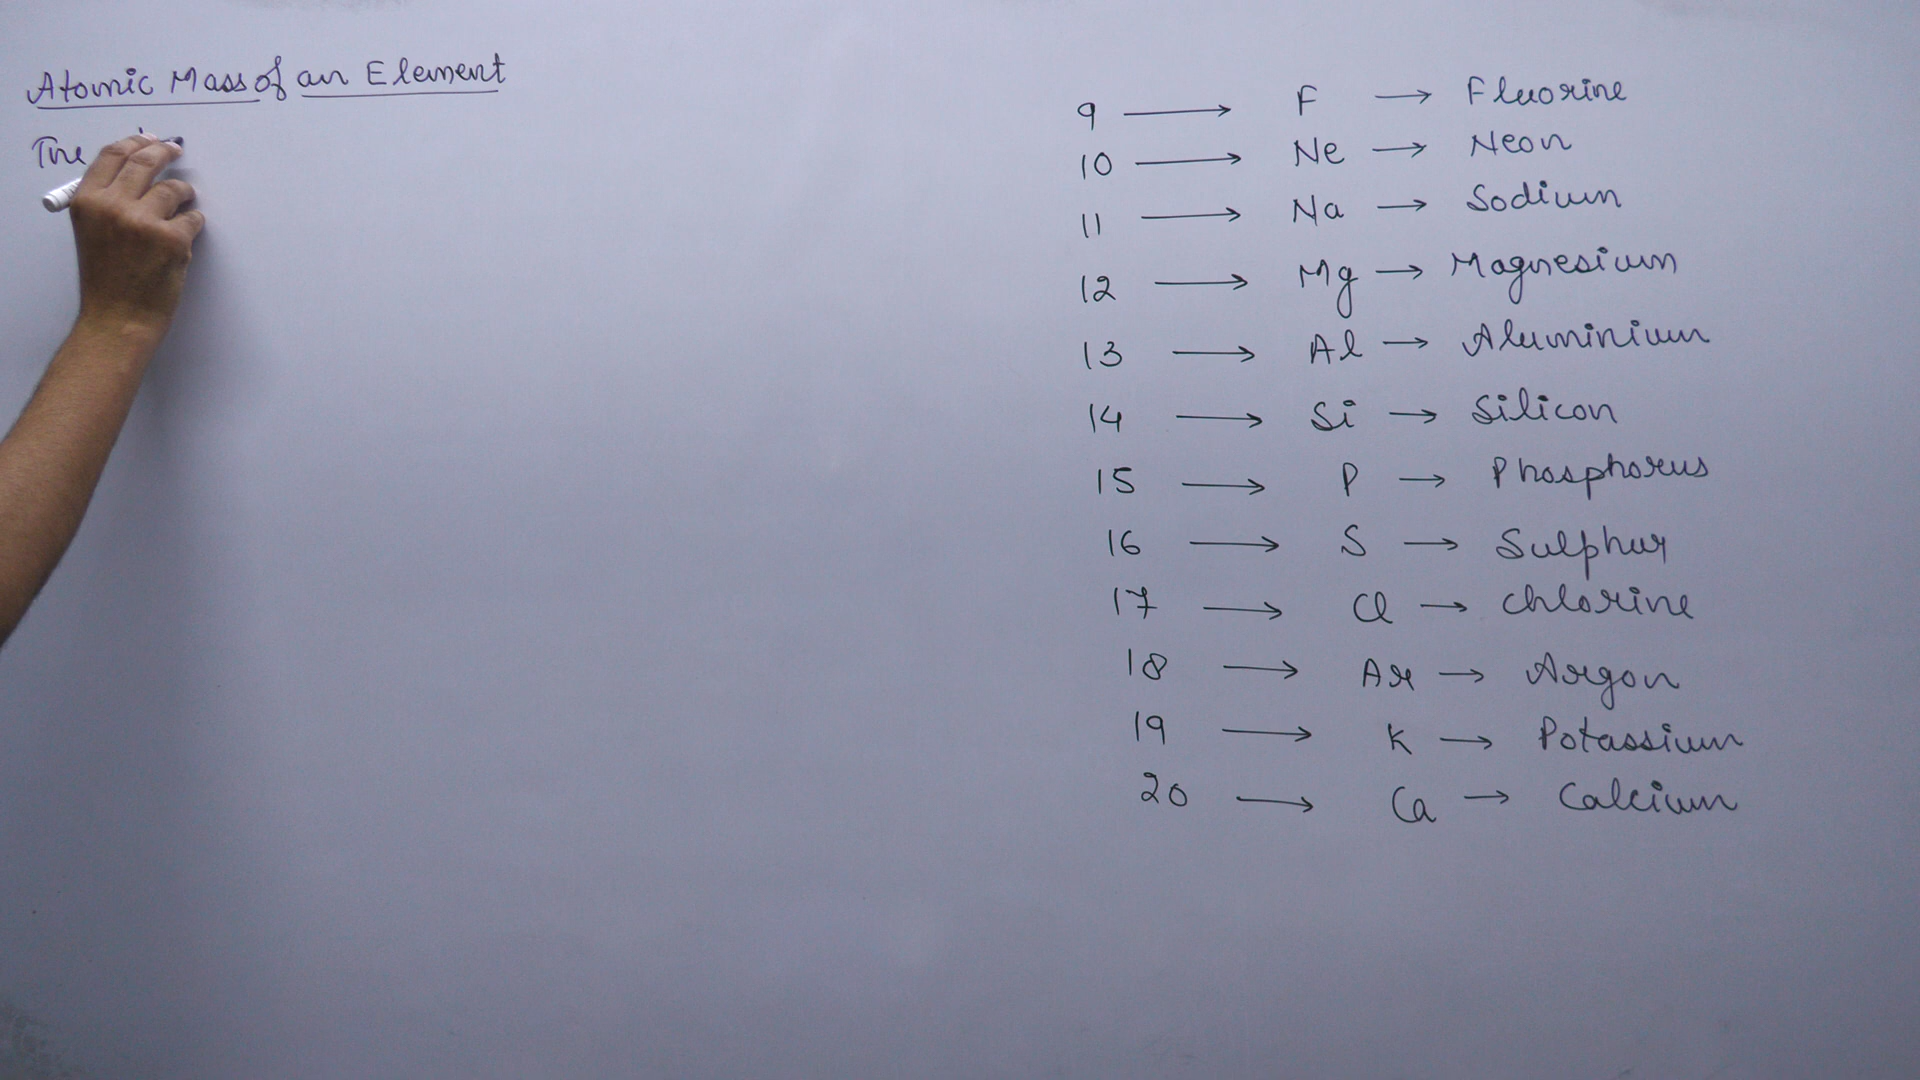 Atomic Mass of an Element
The
9 → F → Fluorine
10 → Ne → Neon
11 → Na → Sodium
12 → Mg → Magnesium
13 → Al → Aluminium
14 → Si → Silicon
15 → P → Phosphorus
16 → S → Sulphur
17 → Cl → Chlorine
18 → Ar → Argon
19 → K → Potassium
20 → Ca → Calcium